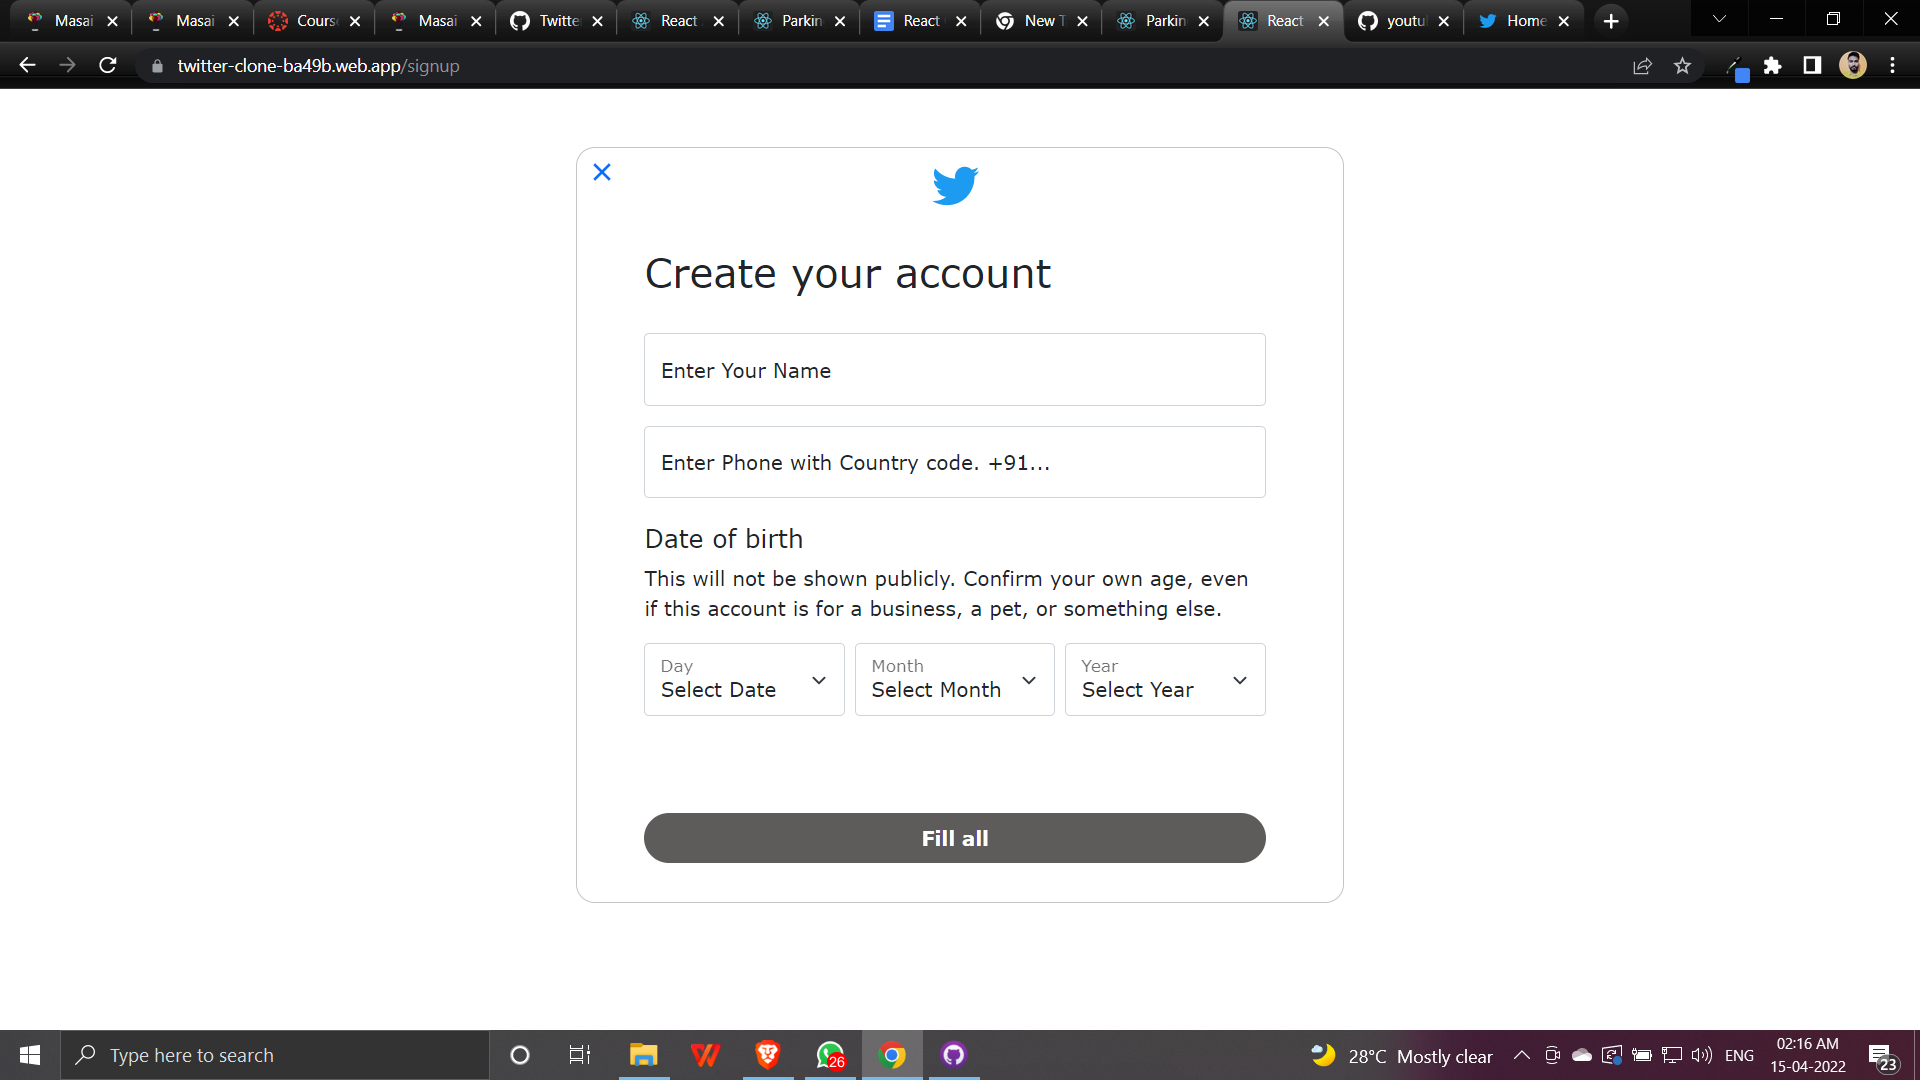 Masai
Masai
Cours
Masai
Twitte
React
Parkin
React
New T
Parkin
React
youtu
Home
twitter-clone-ba49b.web.app/signup
Create your account
Enter Your Name
Enter Phone with Country code. +91...
Date of birth
This will not be shown publicly. Confirm your own age, even
if this account is for a business, a pet, or something else.
Day
Select Date
Month
Select Month
Year
Select Year
Fill all
Type here to search
26
28°C Mostly clear
ENG
02:16 AM
15-04-2022
23